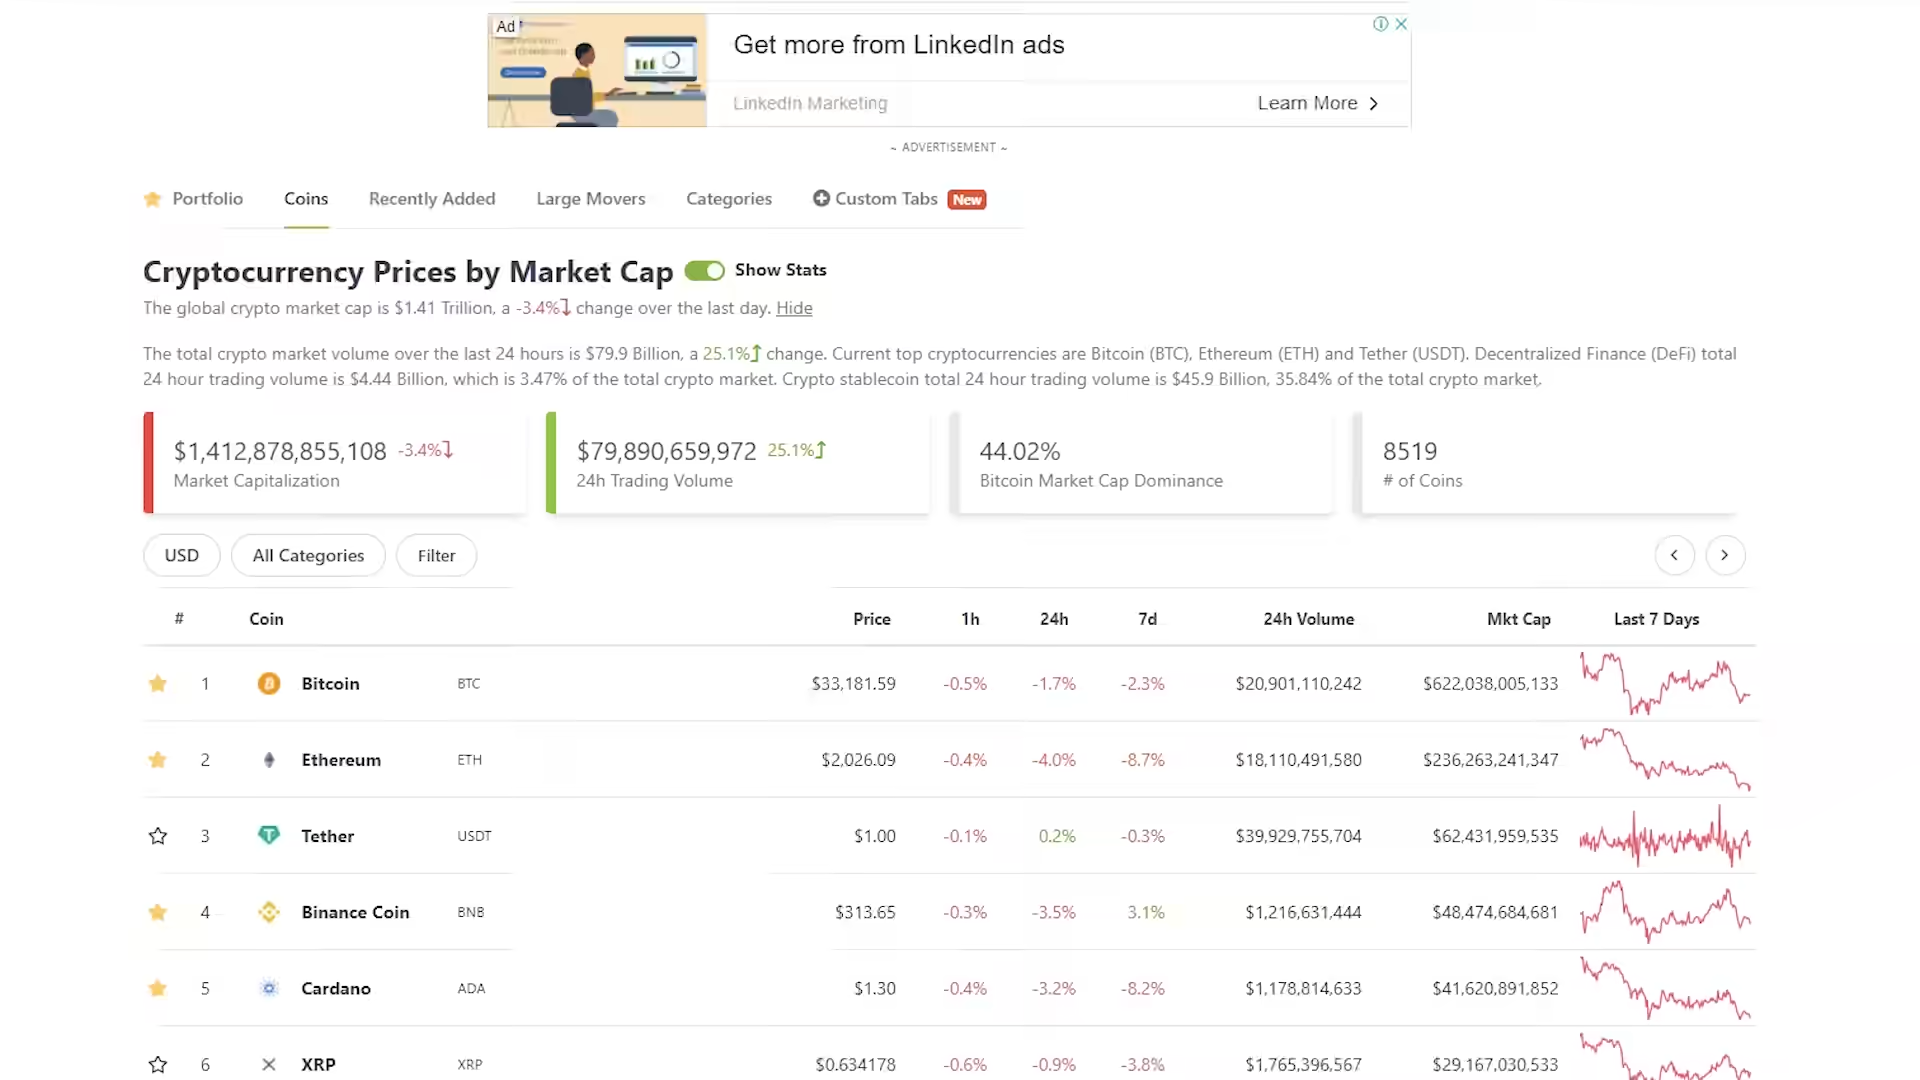 Ad
Get more from LinkedIn ads
LinkedIn Marketing
Learn More
~ ADVERTISEMENT ~
Portfolio Coins Recently Added Large Movers Categories Custom Tabs New
Cryptocurrency Prices by Market Cap Show Stats
The global crypto market cap is $1.41 Trillion, a -3.4% change over the last day. Hide
The total crypto market volume over the last 24 hours is $79.9 Billion, a 25.1% change. Current top cryptocurrencies are Bitcoin (BTC), Ethereum (ETH) and Tether (USDT). Decentralized Finance (DeFi) total
24 hour trading volume is $4.44 Billion, which is 3.47% of the total crypto market. Crypto stablecoin total 24 hour trading volume is $45.9 Billion, 35.84% of the total crypto market.
$1,412,878,855,108 -3.4%
Market Capitalization
$79,890,659,972 25.1%
24h Trading Volume
44.02%
Bitcoin Market Cap Dominance
8519
# of Coins
USD All Categories Filter
# Coin Price 1h 24h 7d 24h Volume Mkt Cap Last 7 Days
1 Bitcoin BTC $33,181.59 -0.5% -1.7% -2.3% $20,901,110,242 $622,038,005,133
2 Ethereum ETH $2,026.09 -0.4% -4.0% -8.7% $18,110,491,580 $236,263,241,347
3 Tether USDT $1.00 -0.1% 0.2% -0.3% $39,929,755,704 $62,431,959,535
4 Binance Coin BNB $313.65 -0.3% -3.5% 3.1% $1,216,631,444 $48,474,684,681
5 Cardano ADA $1.30 -0.4% -3.2% -8.2% $1,178,814,633 $41,620,891,852
6 XRP XRP $0.634178 -0.6% -0.9% -3.8% $1,765,396,567 $29,167,030,533